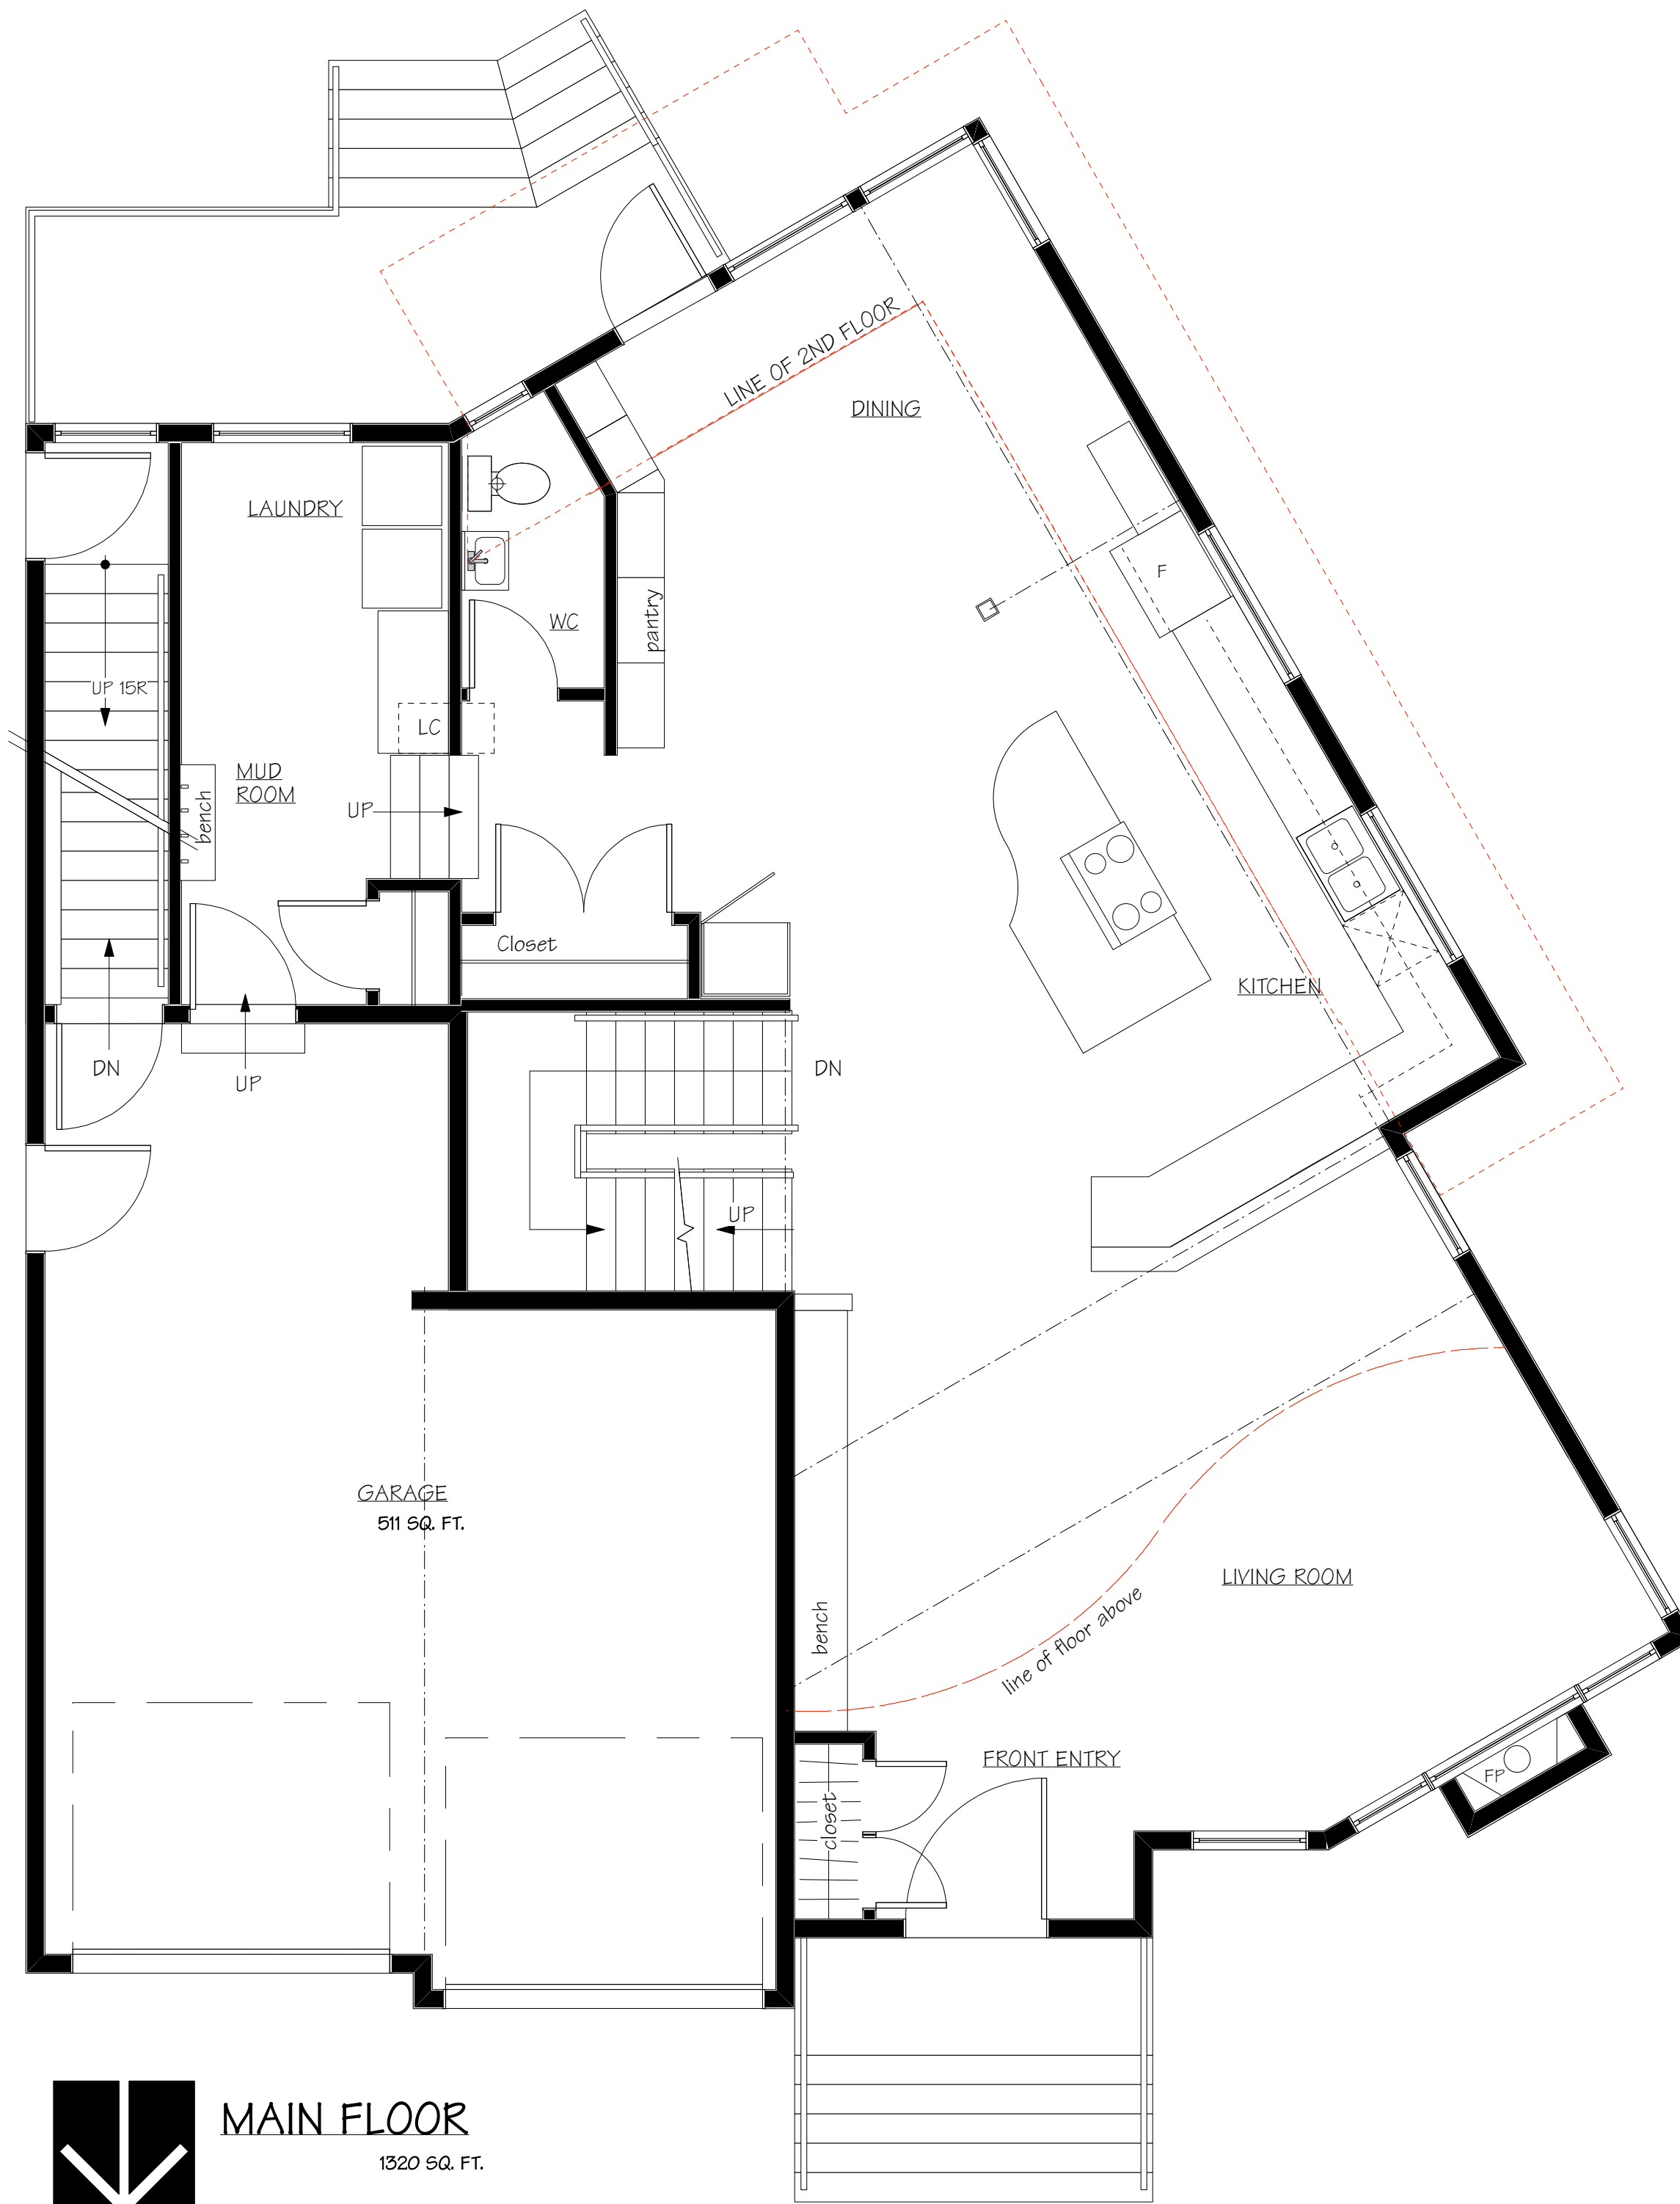 LINE OF 2ND FLOOR
DINING
LAUNDRY
F
WC
pantry
UP 15R
LC
MUD
ROOM
bench
UP
Closet
KITCHEN
DN
UP
DN
UP
GARAGE
511 SQ. FT.
LIVING ROOM
bench
line of floor above
FRONT ENTRY
FP
closet
MAIN FLOOR
1320 SQ. FT.